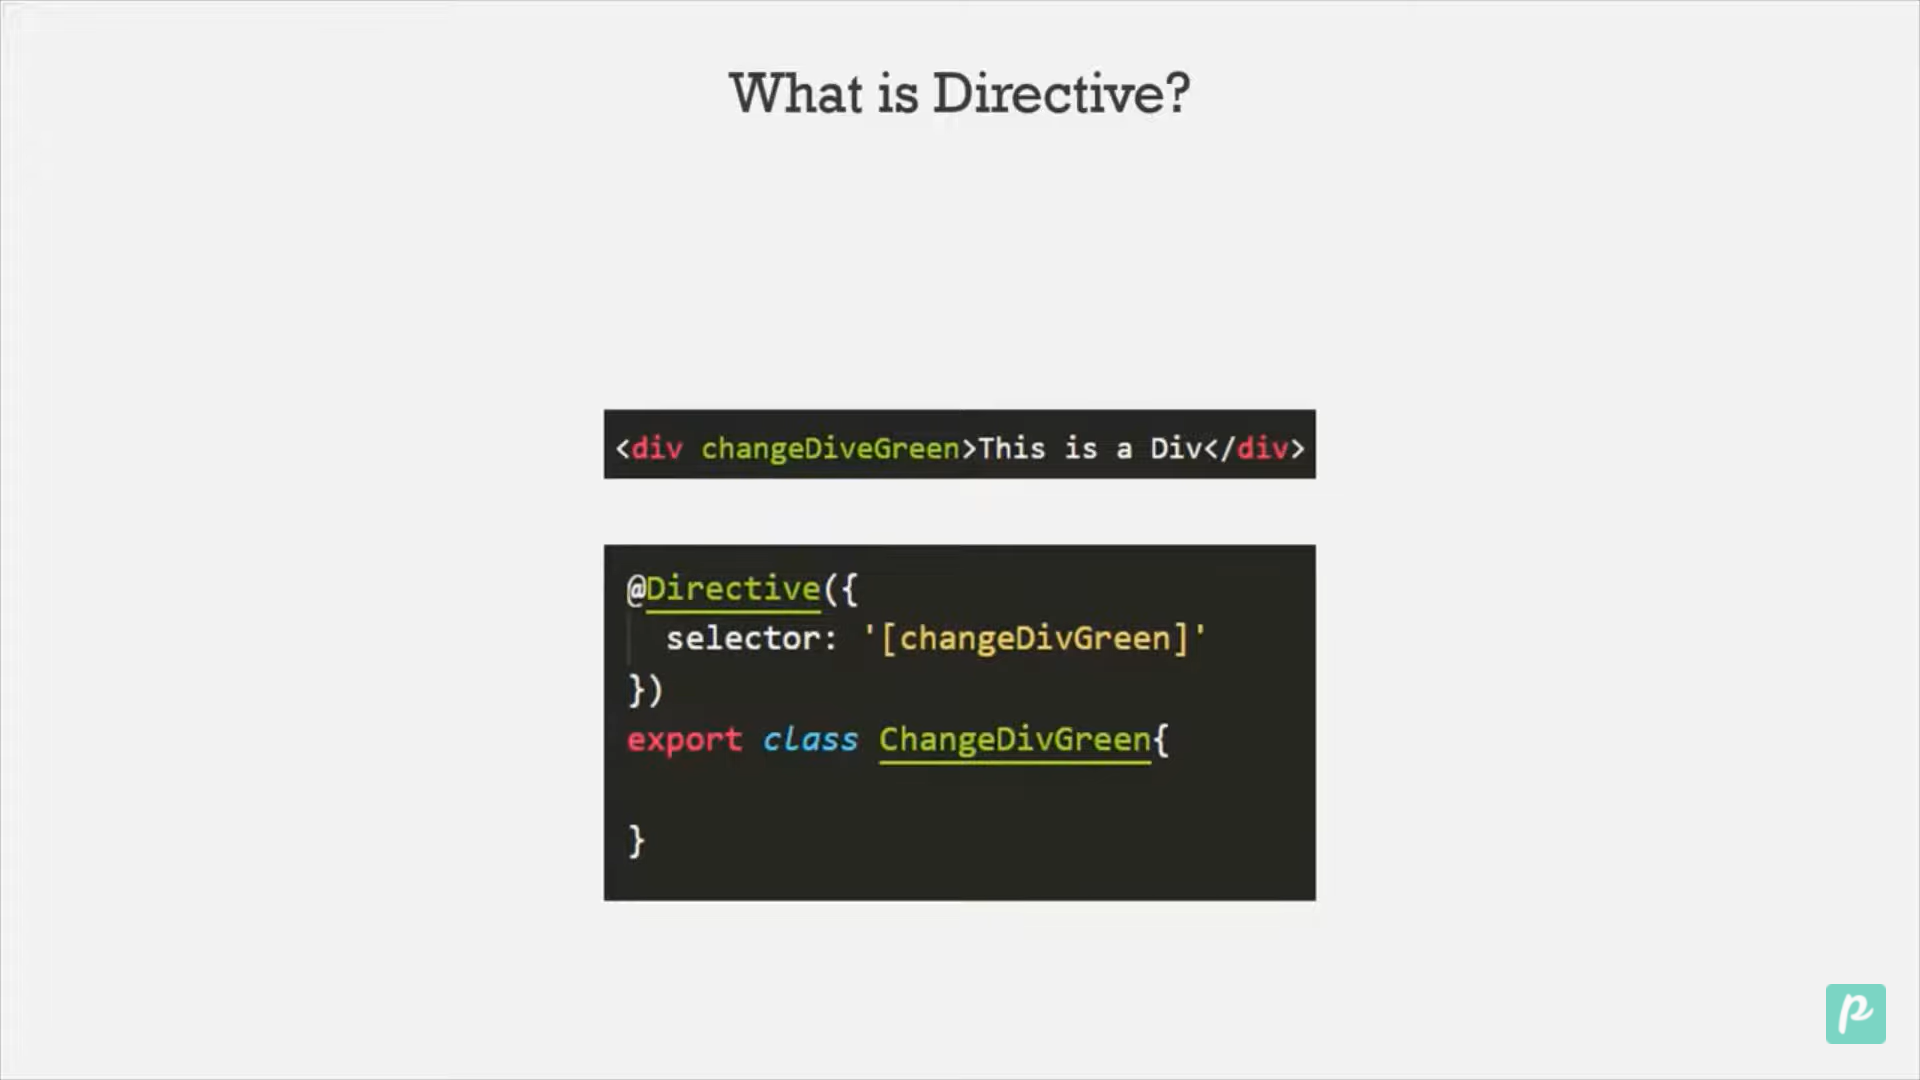 What is Directive?
<div changeDiveGreen>This is a Div</div>
@Directive({
selector: '[changeDivGreen]'
})
export class ChangeDivGreen{
}
p